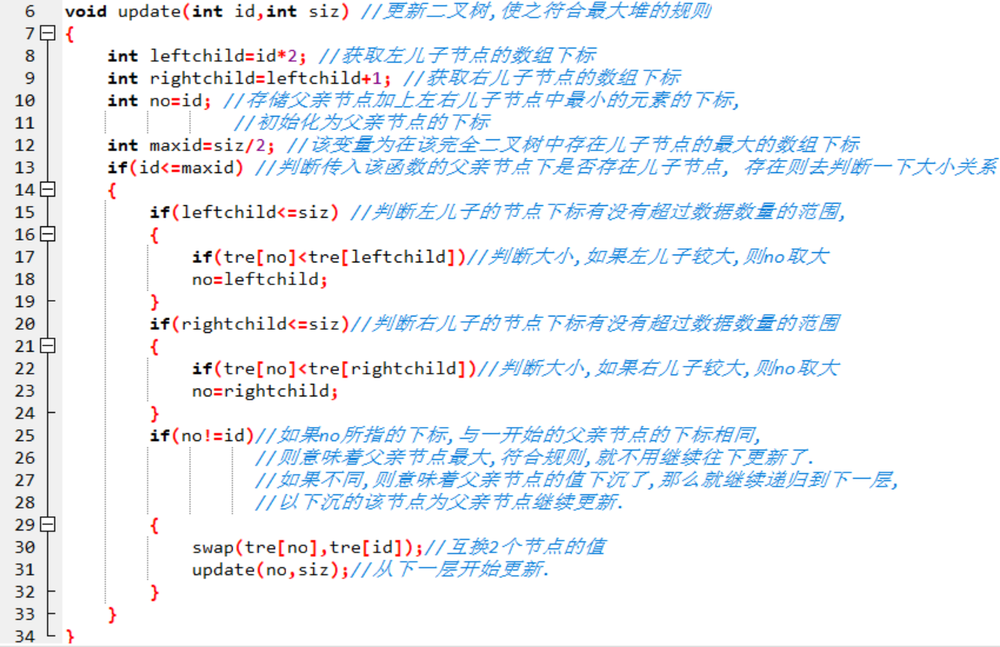 6 void update(int id,int siz) //更新二叉树,使之符合最大堆的规则
7 {
8 int leftchild=id*2; //获取左儿子节点的数组下标
9 int rightchild=leftchild+1; //获取右儿子节点的数组下标
10 int no=id; //存储父亲节点加上左右儿子节点中最小的元素的下标,
11 //初始化为父亲节点的下标
12 int maxid=siz/2; //该变量为在该完全二叉树中存在儿子节点的最大的数组下标
13 if(id<=maxid) //判断传入该函数的父亲节点下是否存在儿子节点, 存在则去判断一下大小关系
14 {
15 if(leftchild<=siz) //判断左儿子的节点下标有没有超过数据数量的范围,
16 {
17 if(tre[no]<tre[leftchild])//判断大小,如果左儿子较大,则no取大
18 no=leftchild;
19 }
20 if(rightchild<=siz)//判断右儿子的节点下标有没有超过数据数量的范围
21 {
22 if(tre[no]<tre[rightchild])//判断大小,如果右儿子较大,则no取大
23 no=rightchild;
24 }
25 if(no!=id)//如果no所指的下标,与一开始的父亲节点的下标相同,
26 //则意味着父亲节点最大,符合规则,就不用继续往下更新了.
27 //如果不同,则意味着父亲节点的值下沉了,那么就继续递归到下一层,
28 //以下沉的该节点为父亲节点继续更新.
29 {
30 swap(tre[no],tre[id]);//互换2个节点的值
31 update(no,siz);//从下一层开始更新.
32 }
33 }
34 }